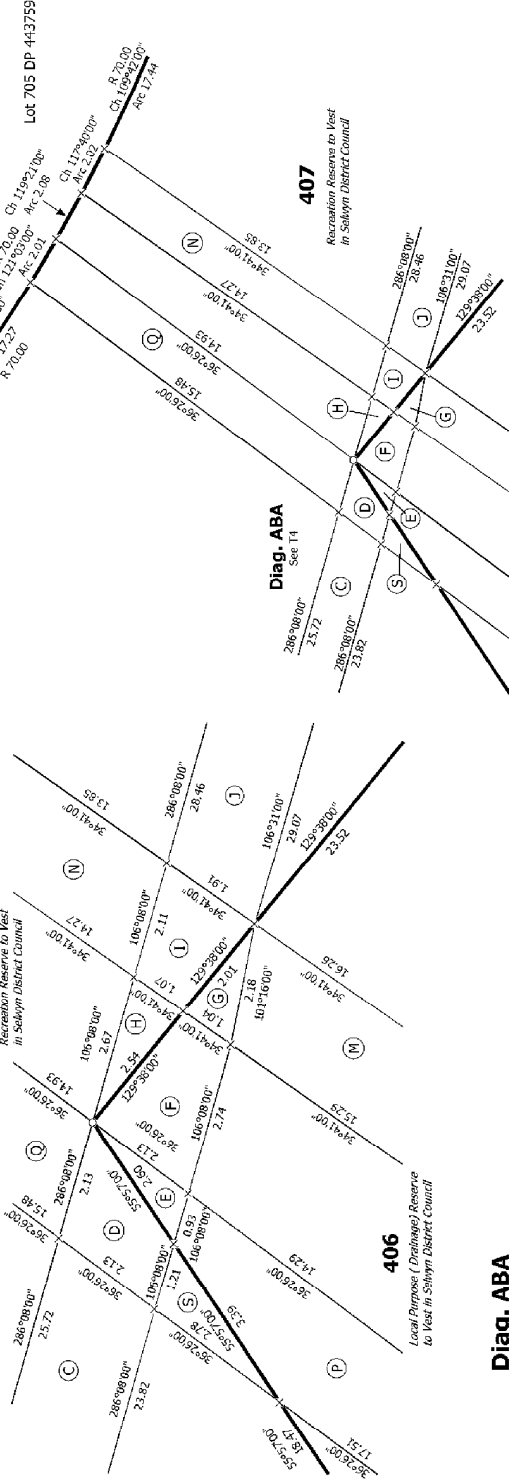 Lot 705 DP 443759
R 70.00
Ch 109°42'00"
Arc 17.44
Ch 117°40'00"
Arc 2.02
Ch 119°21'00"
Arc 2.08
70.00
121°03'00"
Arc 2.01
17.27
R 70.00
N
34°41'00"
13.85
34°41'00"
14.27
407
Recreation Reserve to Vest
in Selwyn District Council
Q
36°26'00"
14.93
36°26'00"
15.48
286°08'00"
28.46
106°31'00"
29.07
129°39'00"
23.52
J
I
H
G
F
D
E
Diag. ABA
See T4
C
S
286°08'00"
25.72
286°08'00"
23.82
Recreation Reserve to Vest
in Selwyn District Council
34°41'00"
13.85
N
34°41'00"
14.27
286°08'00"
28.46
J
106°31'00"
29.07
129°38'00"
23.52
106°08'00"
2.11
34°41'00"
1.91
I
34°41'00"
1.07
129°38'00"
2.01
G
34°41'00"
1.04
2.18
101°16'00"
34°41'00"
16.26
M
34°41'00"
15.29
106°08'00"
2.67
H
2.54
129°38'00"
F
36°26'00"
14.93
Q
36°26'00"
15.48
286°08'00"
2.13
55°57'00"
2.60
36°26'00"
2.13
106°08'00"
2.74
E
0.93
106°08'00"
D
36°26'00"
2.13
106°08'00"
1.21
S
55°57'00"
3.39
36°26'00"
2.78
36°26'00"
14.29
286°08'00"
25.72
C
286°08'00"
23.82
P
55°57'00"
18.47
36°26'00"
17.51
406
Local Purpose ( Drainage) Reserve
to Vest in Selwyn District Council
Diag. ABA